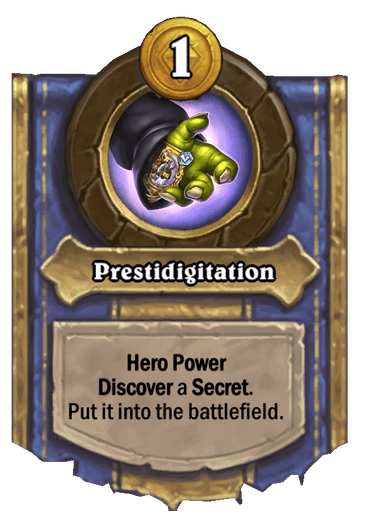 1
Prestidigitation
Hero Power
Discover a Secret.
Put it into the battlefield.